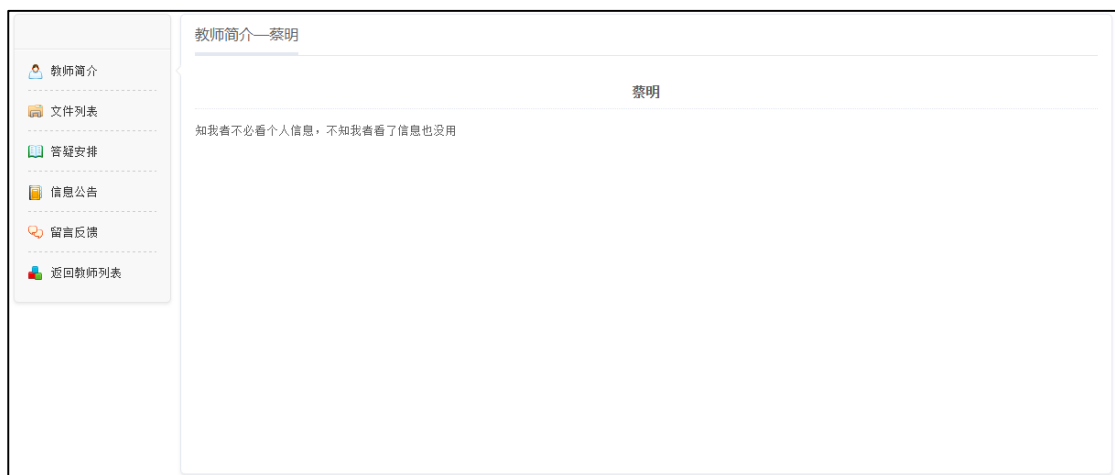 教师简介
文件列表
答疑安排
信息公告
留言反馈
返回教师列表
教师简介—蔡明
蔡明
知我者不必看个人信息，不知我者看了信息也没用